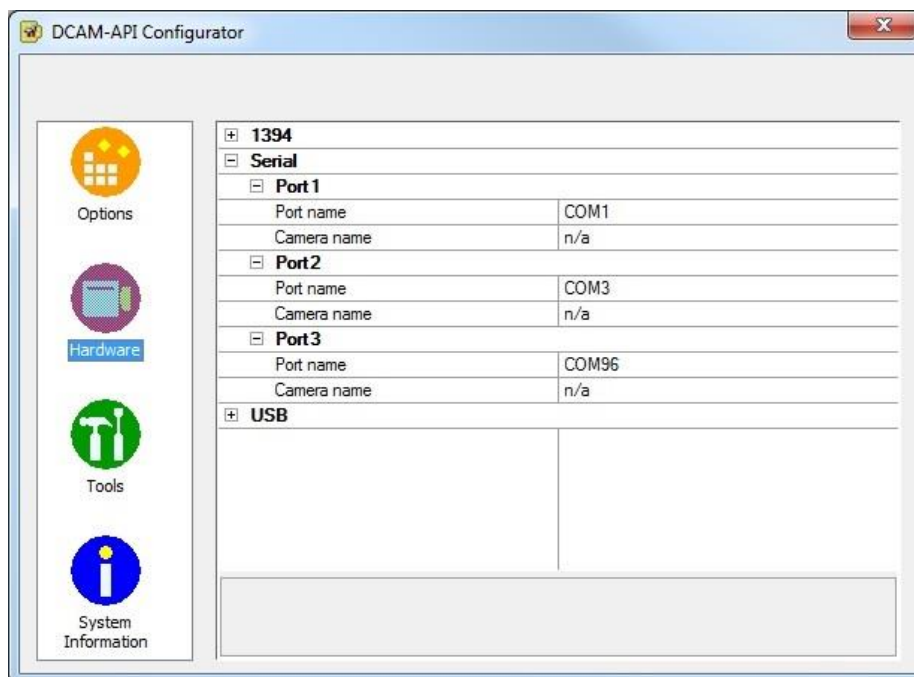 DCAM-API Configurator
Options
Hardware
Tools
System
Information
1394
Serial
Port1
Port name COM1
Camera name n/a
Port2
Port name COM3
Camera name n/a
Port3
Port name COM96
Camera name n/a
USB